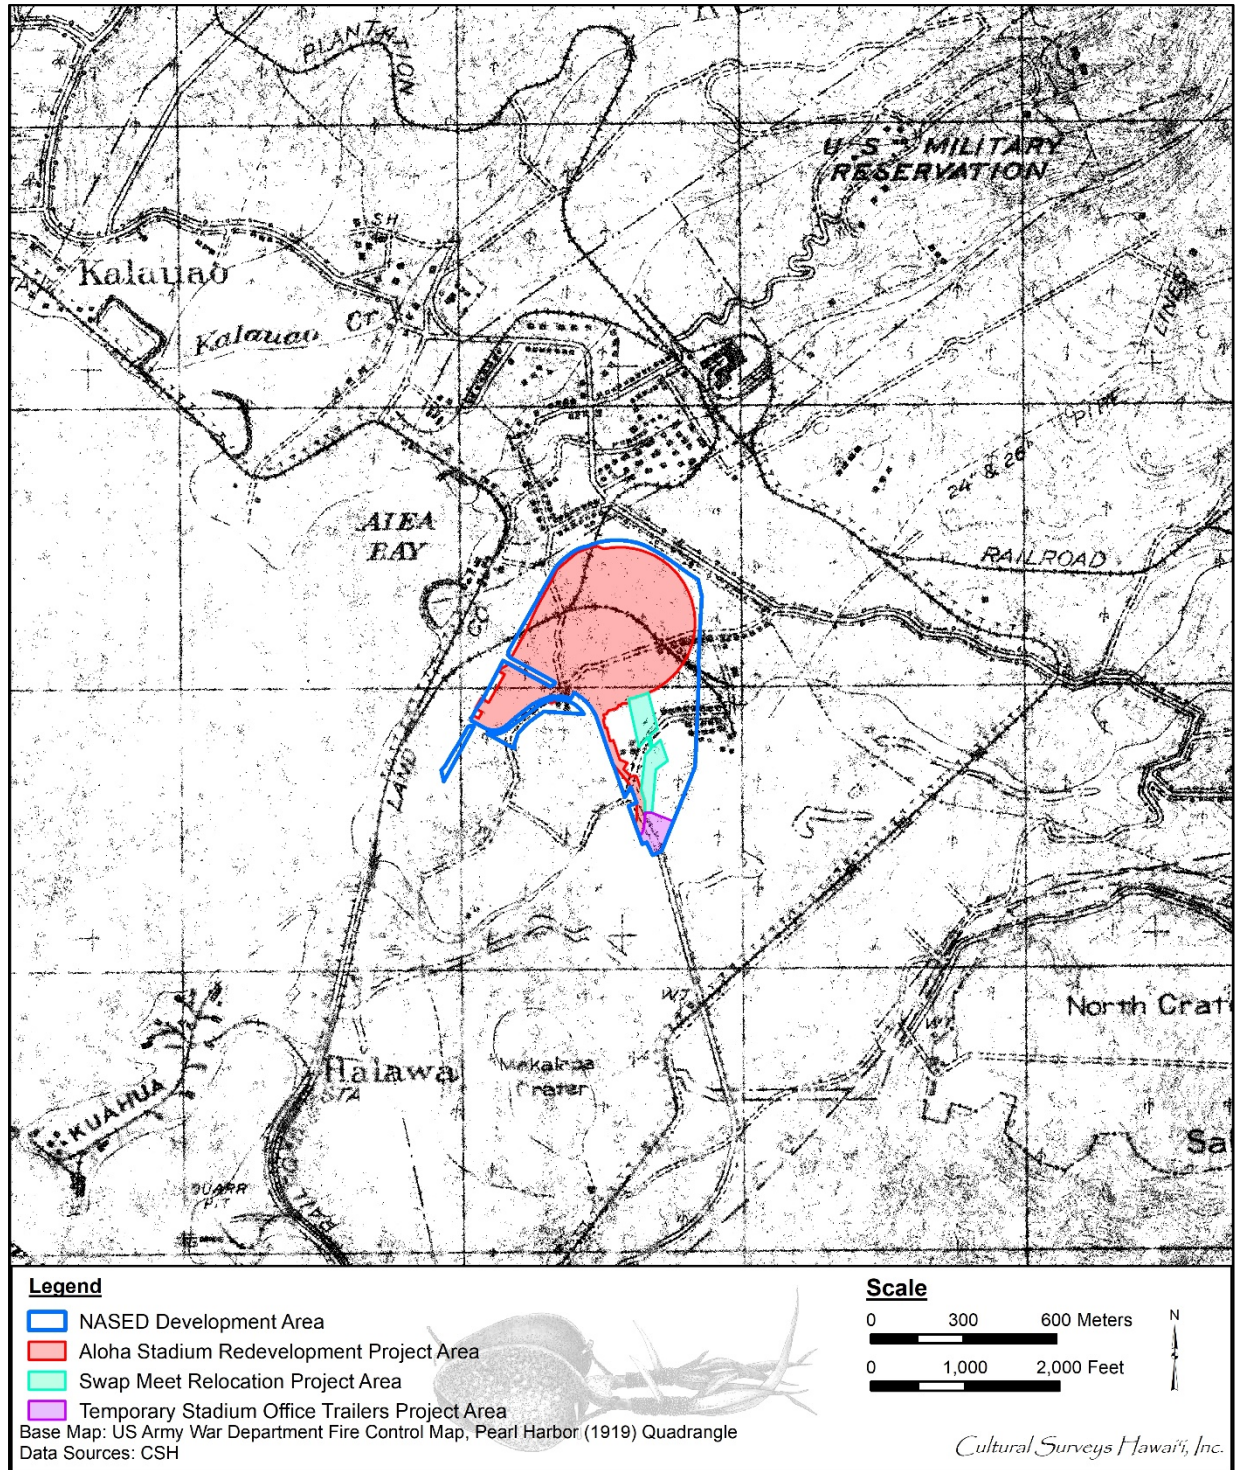 PLANTATION
U S MILITARY
RESERVATION
SH
Kalauao
Kalauao
Cr
LINES
24 & 26 PIPE
AIEA
BAY
RAILROAD
CO
LAND
North Crat
Halawa
STA
Makalapa
Crater
KUAHUA
Sa
RAIL
Legend
NASED Development Area
Aloha Stadium Redevelopment Project Area
Swap Meet Relocation Project Area
Temporary Stadium Office Trailers Project Area
Base Map: US Army War Department Fire Control Map, Pearl Harbor (1919) Quadrangle
Data Sources: CSH
Scale
0 300 600 Meters
0 1,000 2,000 Feet
N
Cultural Surveys Hawai'i, Inc.